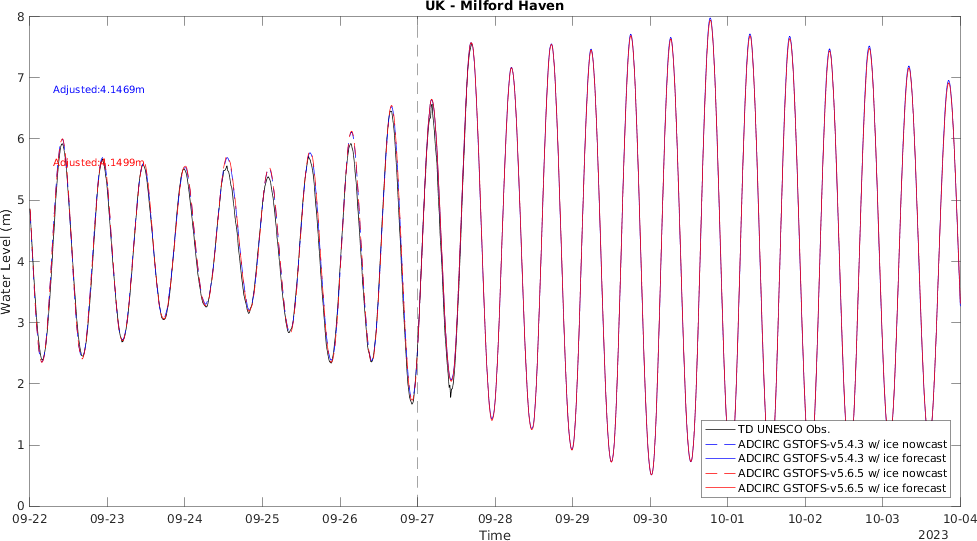 UK - Milford Haven
8
7
6
5
4
3
2
1
0
Water Level (m)
Adjusted:4.1469m
Adjusted:4.1499m
TD UNESCO Obs.
ADCIRC GSTOFS-v5.4.3 w/ ice nowcast
ADCIRC GSTOFS-v5.4.3 w/ ice forecast
ADCIRC GSTOFS-v5.6.5 w/ ice nowcast
ADCIRC GSTOFS-v5.6.5 w/ ice forecast
09-22 09-23 09-24 09-25 09-26 09-27 09-28 09-29 09-30 10-01 10-02 10-03 10-04
Time
2023